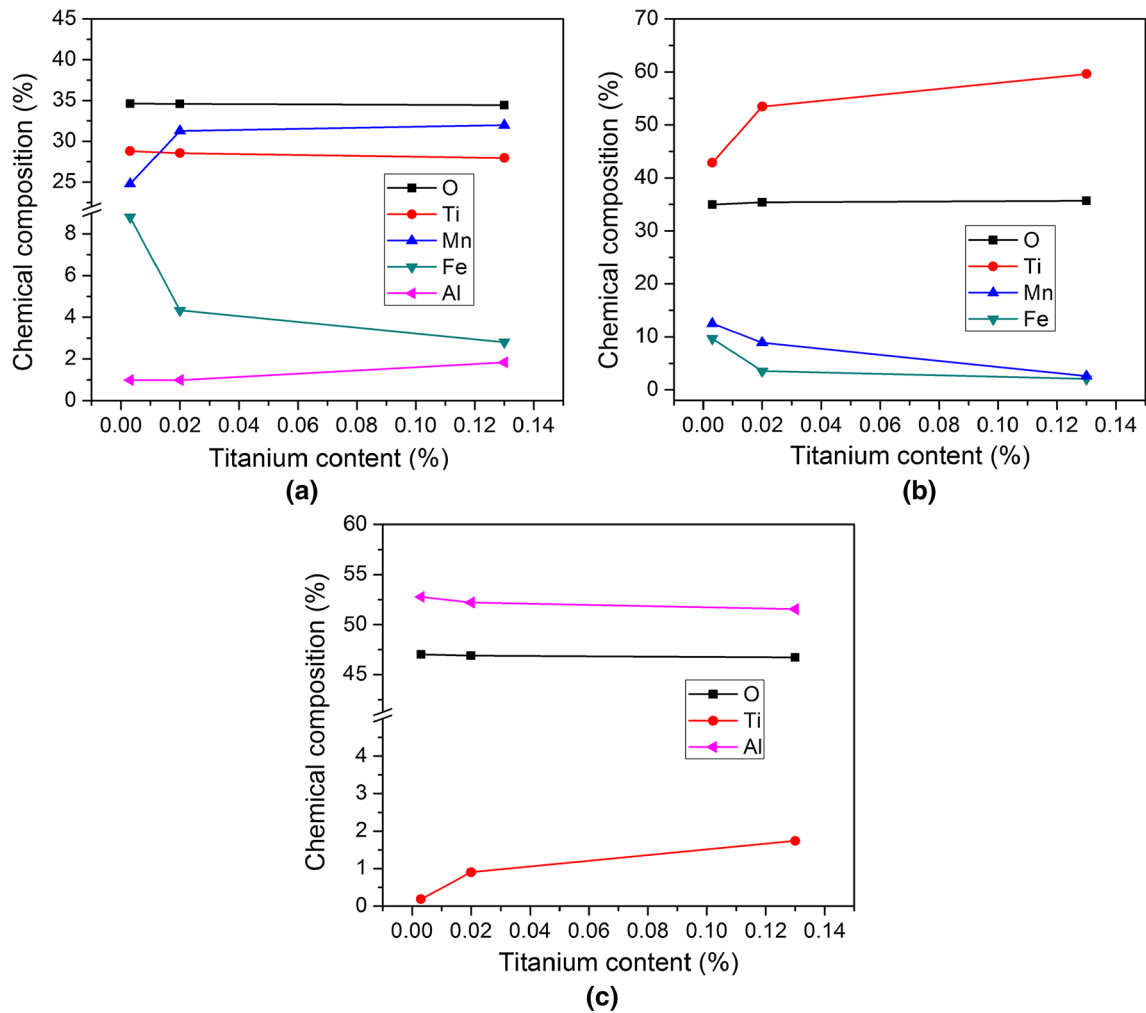 45
40
35
30
25
8
6
4
2
0
Chemical composition (%)
O
Ti
Mn
Fe
Al
0.00 0.02 0.04 0.06 0.08 0.10 0.12 0.14
Titanium content (%)
(a)
70
60
50
40
30
20
10
0
Chemical composition (%)
O
Ti
Mn
Fe
0.00 0.02 0.04 0.06 0.08 0.10 0.12 0.14
Titanium content (%)
(b)
60
55
50
45
4
3
2
1
0
Chemical composition (%)
O
Ti
Al
0.00 0.02 0.04 0.06 0.08 0.10 0.12 0.14
Titanium content (%)
(c)